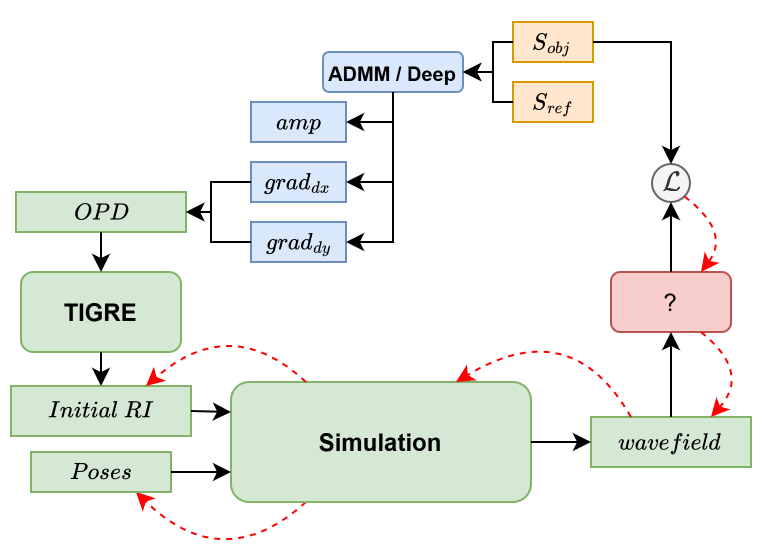 S_obj
ADMM / Deep
S_ref
amp
grad_dx
ℒ
OPD
grad_dy
?
TIGRE
Initial RI
Simulation
wavefield
Poses